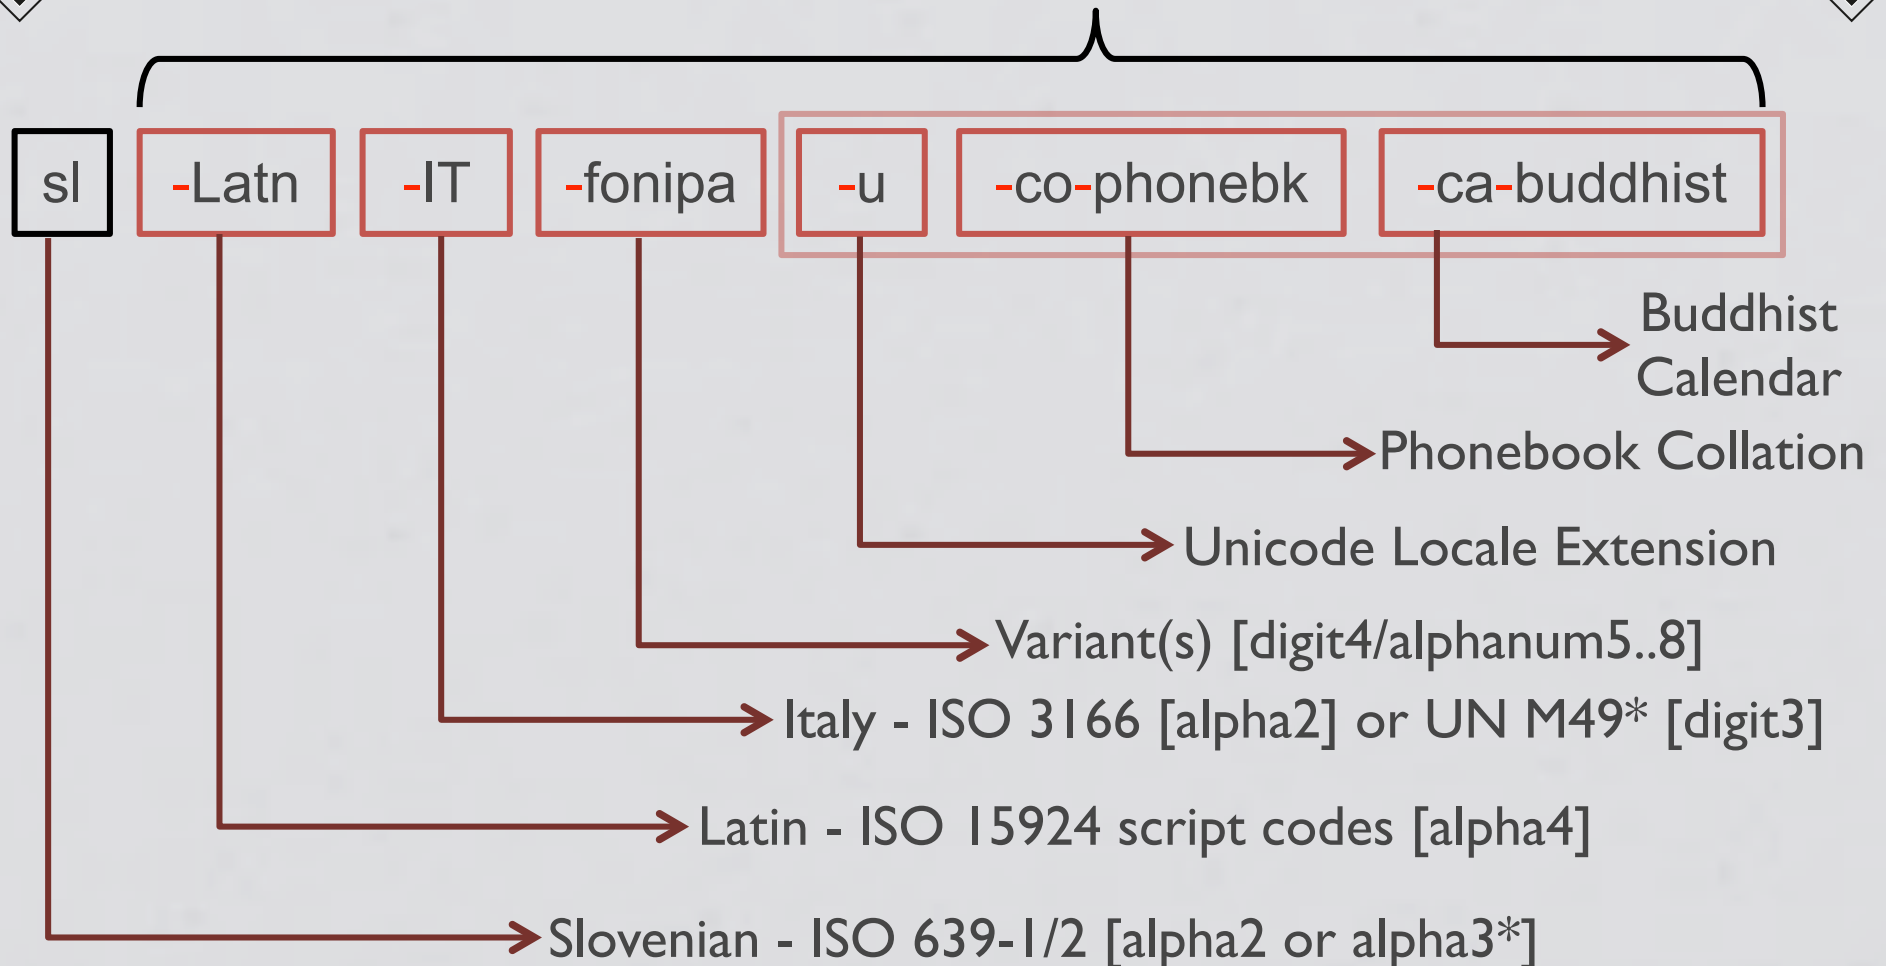 sl -Latn -IT -fonipa -u -co-phonebk -ca-buddhist
Buddhist
Calendar
Phonebook Collation
Unicode Locale Extension
Variant(s) [digit4/alphanum5..8]
Italy - ISO 3166 [alpha2] or UN M49* [digit3]
Latin - ISO 15924 script codes [alpha4]
Slovenian - ISO 639-1/2 [alpha2 or alpha3*]